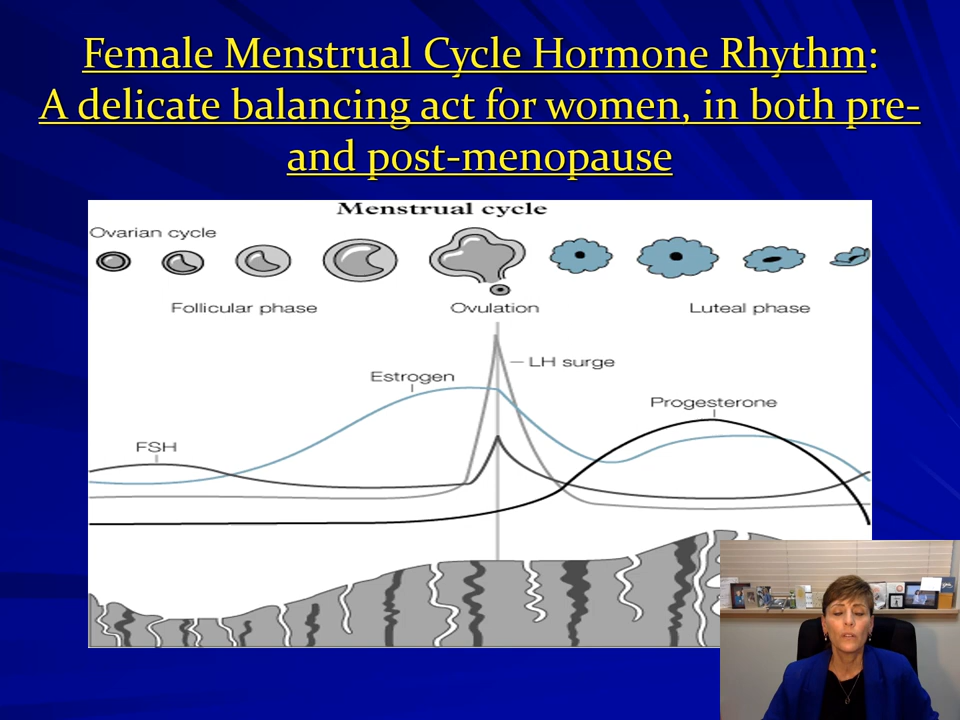 Female Menstrual Cycle Hormone Rhythm:
A delicate balancing act for women, in both pre-
and post-menopause
Menstrual cycle
Ovarian cycle
Follicular phase
Ovulation
Luteal phase
LH surge
Estrogen
Progesterone
FSH